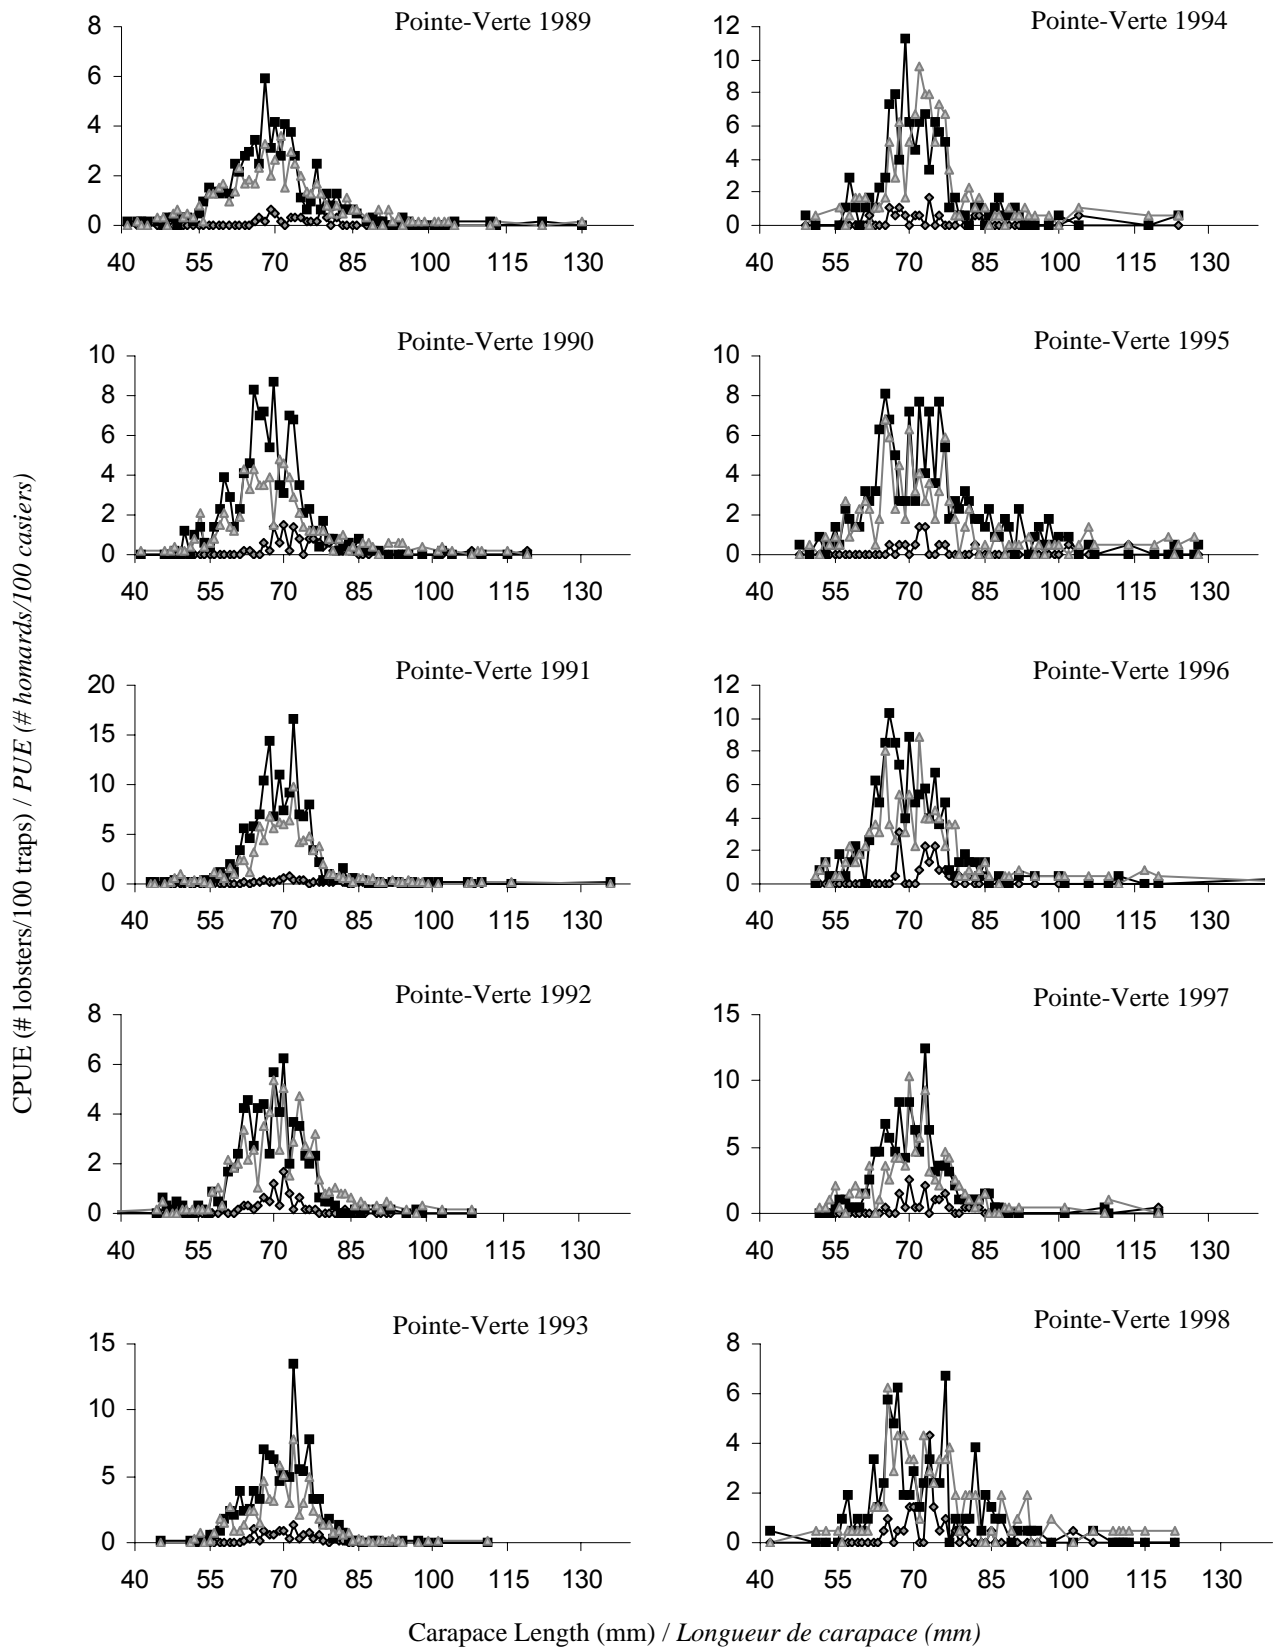 CPUE (# lobsters/100 traps) / PUE (# homards/100 casiers)
Pointe-Verte 1989
8
6
4
2
0
40 55 70 85 100 115 130
Pointe-Verte 1994
12
10
8
6
4
2
0
40 55 70 85 100 115 130
Pointe-Verte 1990
10
8
6
4
2
0
40 55 70 85 100 115 130
Pointe-Verte 1995
10
8
6
4
2
0
40 55 70 85 100 115 130
Pointe-Verte 1991
20
15
10
5
0
40 55 70 85 100 115 130
Pointe-Verte 1996
12
10
8
6
4
2
0
40 55 70 85 100 115 130
Pointe-Verte 1992
8
6
4
2
0
40 55 70 85 100 115 130
Pointe-Verte 1997
15
10
5
0
40 55 70 85 100 115 130
Pointe-Verte 1993
15
10
5
0
40 55 70 85 100 115 130
Pointe-Verte 1998
8
6
4
2
0
40 55 70 85 100 115 130
Carapace Length (mm) / Longueur de carapace (mm)